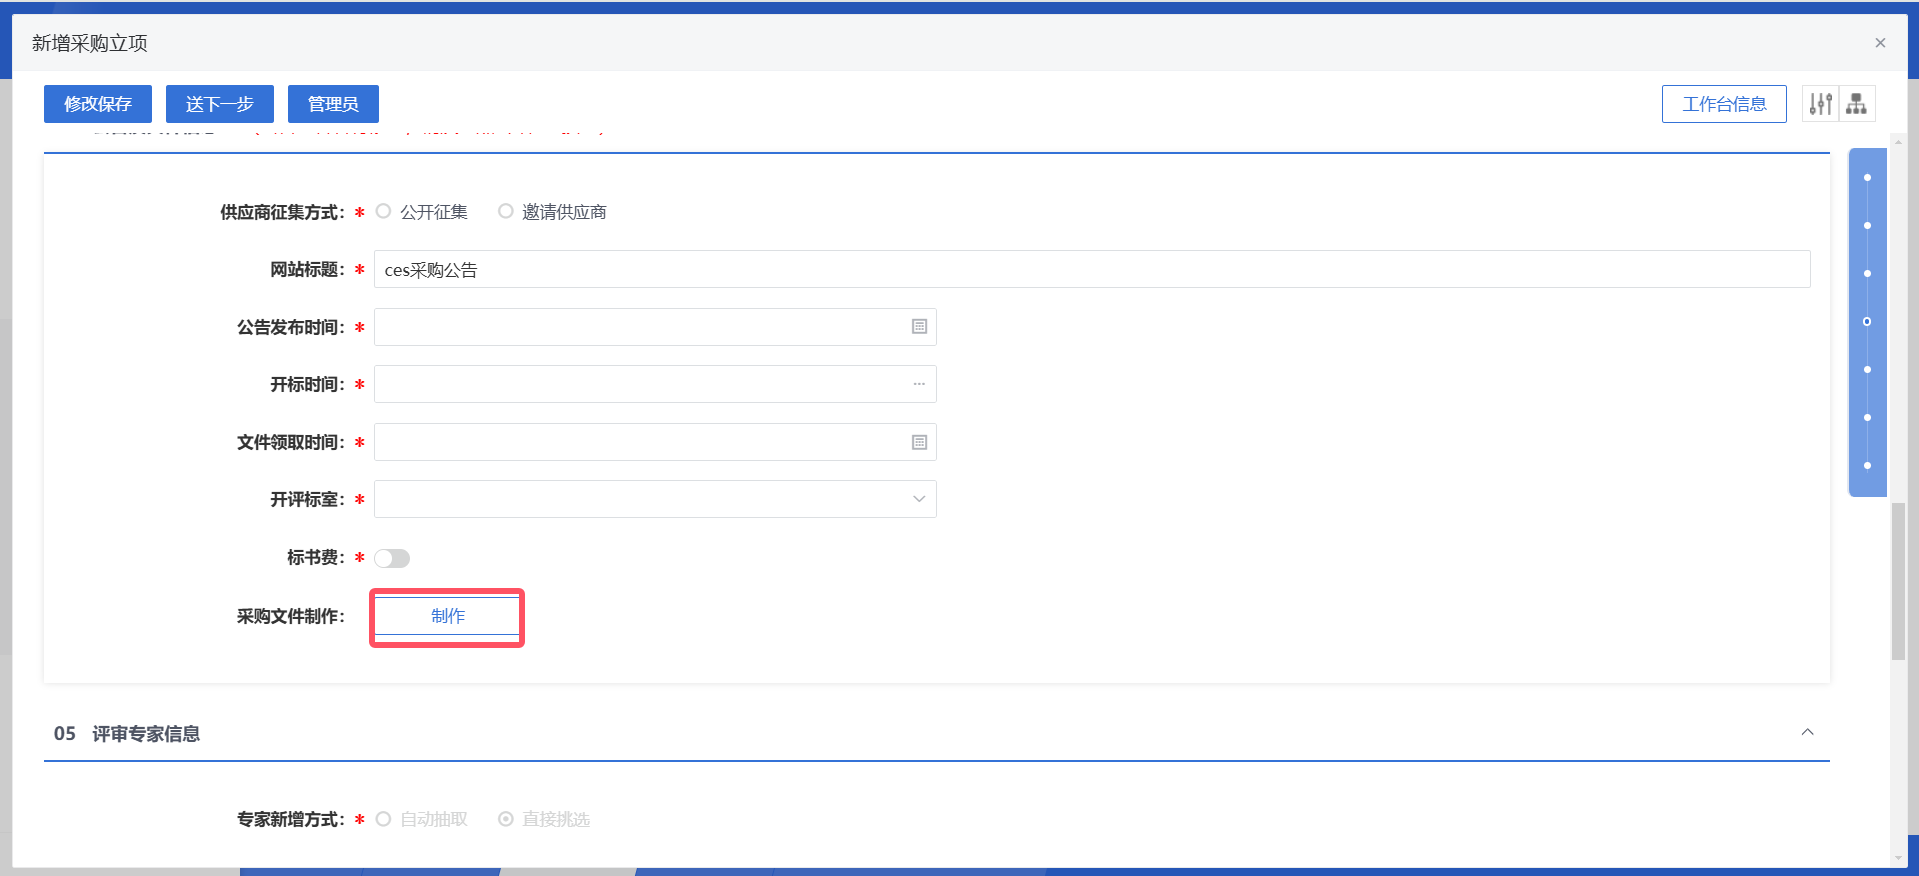 新增采购立项
修改保存 送下一步 管理员 工作台信息
供应商征集方式：* 公开征集 邀请供应商
网站标题：* ces采购公告
公告发布时间：*
开标时间：* ...
文件领取时间：*
开评标室：*
标书费：*
采购文件制作： 制作
05 评审专家信息
专家新增方式：* 自动抽取 直接挑选